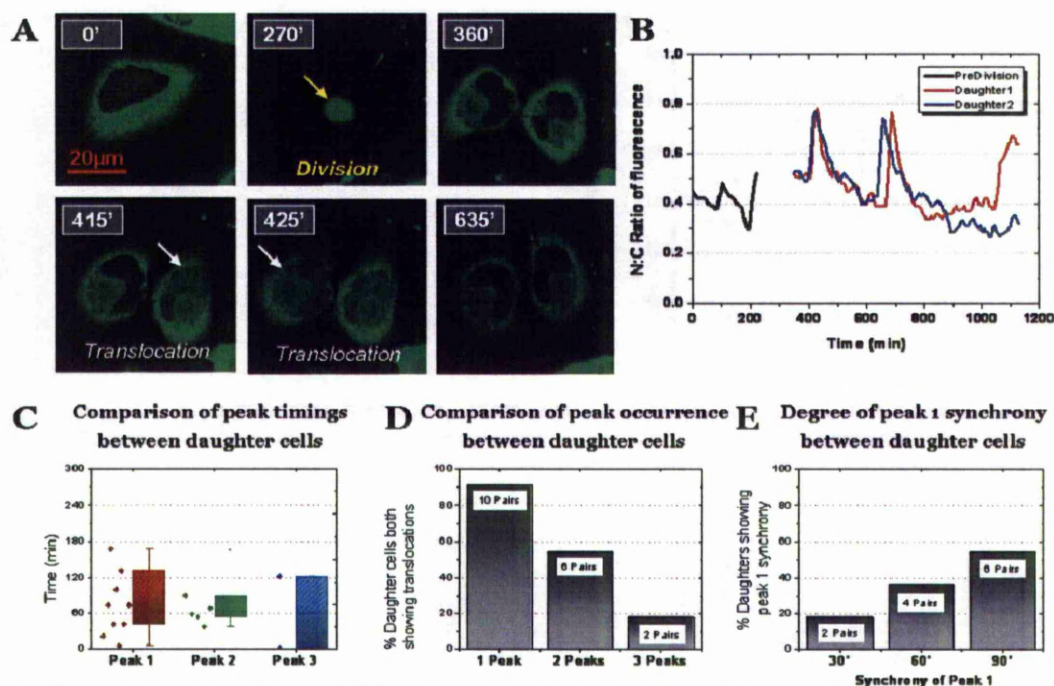 A
0'
270'
360'
20µm
Division
415'
425'
635'
Translocation
Translocation
B
N:C Ratio of fluorescence
1.0
0.8
0.6
0.4
0.2
0.0
PreDivision
Daughter1
Daughter2
0 200 400 600 800 1000 1200
Time (min)
C
Comparison of peak timings
between daughter cells
Time (min)
360
240
180
120
60
0
Peak 1 Peak 2 Peak 3
D
Comparison of peak occurrence
between daughter cells
% Daughter cells both
showing translocations
100
80
60
40
20
0
10 Pairs
6 Pairs
2 Pairs
1 Peak 2 Peaks 3 Peaks
E
Degree of peak 1 synchrony
between daughter cells
% Daughters showing
peak 1 synchrony
100
80
60
40
20
0
2 Pairs
4 Pairs
6 Pairs
30' 60' 90'
Synchrony of Peak 1